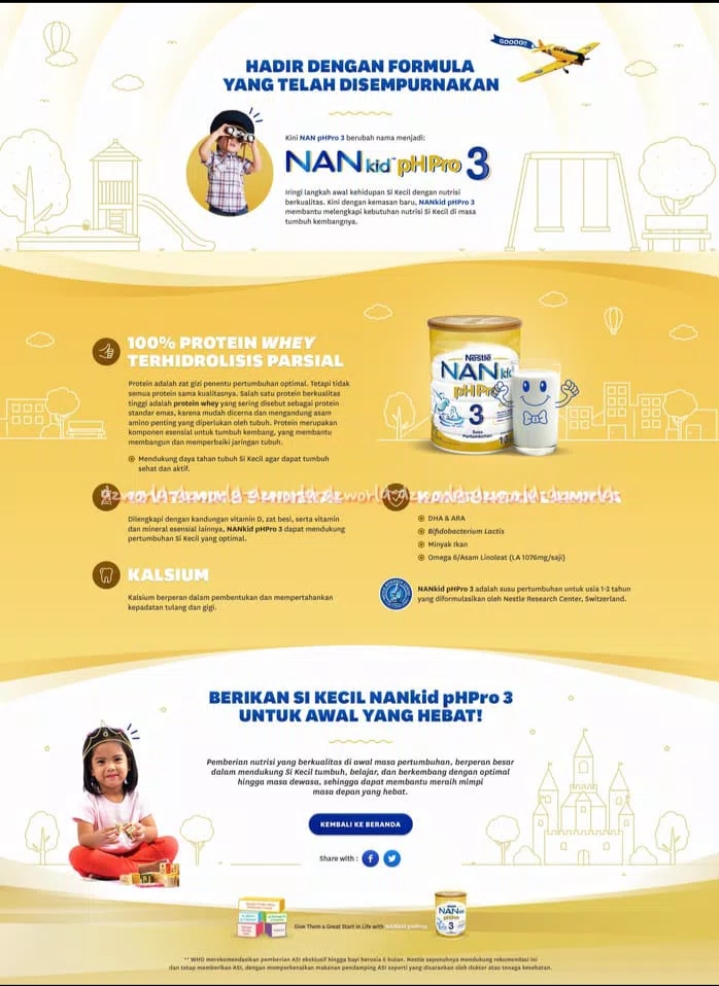 GOOOO!!
HADIR DENGAN FORMULA
YANG TELAH DISEMPURNAKAN
Kini NAN pHPro 3 berubah nama menjadi:
NAN kid pHPro 3
Iringi langkah awal kehidupan Si Kecil dengan nutrisi
berkualitas. Kini dengan kemasan baru, NANkid pHPro 3
membantu melengkapi kebutuhan nutrisi Si Kecil di masa
tumbuh kembangnya.
100% PROTEIN WHEY
TERHIDROLISIS PARSIAL
Protein adalah zat gizi penentu pertumbuhan optimal. Tetapi tidak
semua protein sama kualitasnya. Salah satu protein berkualitas
tinggi adalah protein whey yang sering disebut sebagai protein
standar emas, karena mudah dicerna dan mengandung asam
amino penting yang diperlukan oleh tubuh. Protein merupakan
komponen esensial untuk tumbuh kembang, yang membantu
membangun dan memperbaiki jaringan tubuh.
Mendukung daya tahan tubuh Si Kecil agar dapat tumbuh
sehat dan aktif.
Nestlé
NAN kid
pHPro
3
Susu
Pertumbuhan
Dilengkapi dengan kandungan vitamin D, zat besi, serta vitamin
dan mineral esensial lainnya, NANkid pHPro 3 dapat mendukung
pertumbuhan Si Kecil yang optimal.
DHA & ARA
Bifidobacterium Lactis
Minyak Ikan
Omega 6/Asam Linoleat (LA 1076mg/saji)
KALSIUM
Kalsium berperan dalam pembentukan dan mempertahankan
kepadatan tulang dan gigi.
NANkid pHPro 3 adalah susu pertumbuhan untuk usia 1-3 tahun
yang diformulasikan oleh Nestle Research Center, Switzerland.
BERIKAN SI KECIL NANkid pHPro 3
UNTUK AWAL YANG HEBAT!
Pemberian nutrisi yang berkualitas di awal masa pertumbuhan, berperan besar
dalam mendukung Si Kecil tumbuh, belajar, dan berkembang dengan optimal
hingga masa dewasa, sehingga dapat membantu meraih mimpi
masa depan yang hebat.
KEMBALI KE BERANDA
Share with :
Give Them a Great Start in Life with NANkid pHPro 3
NAN
3
** WHO merekomendasikan pemberian ASI eksklusif hingga bayi berusia 6 bulan. Nestle sepenuhnya mendukung rekomendasi ini
dan tetap memberikan ASI, dengan memperkenalkan makanan pendamping ASI seperti yang disarankan oleh dokter atau tenaga kesehatan.